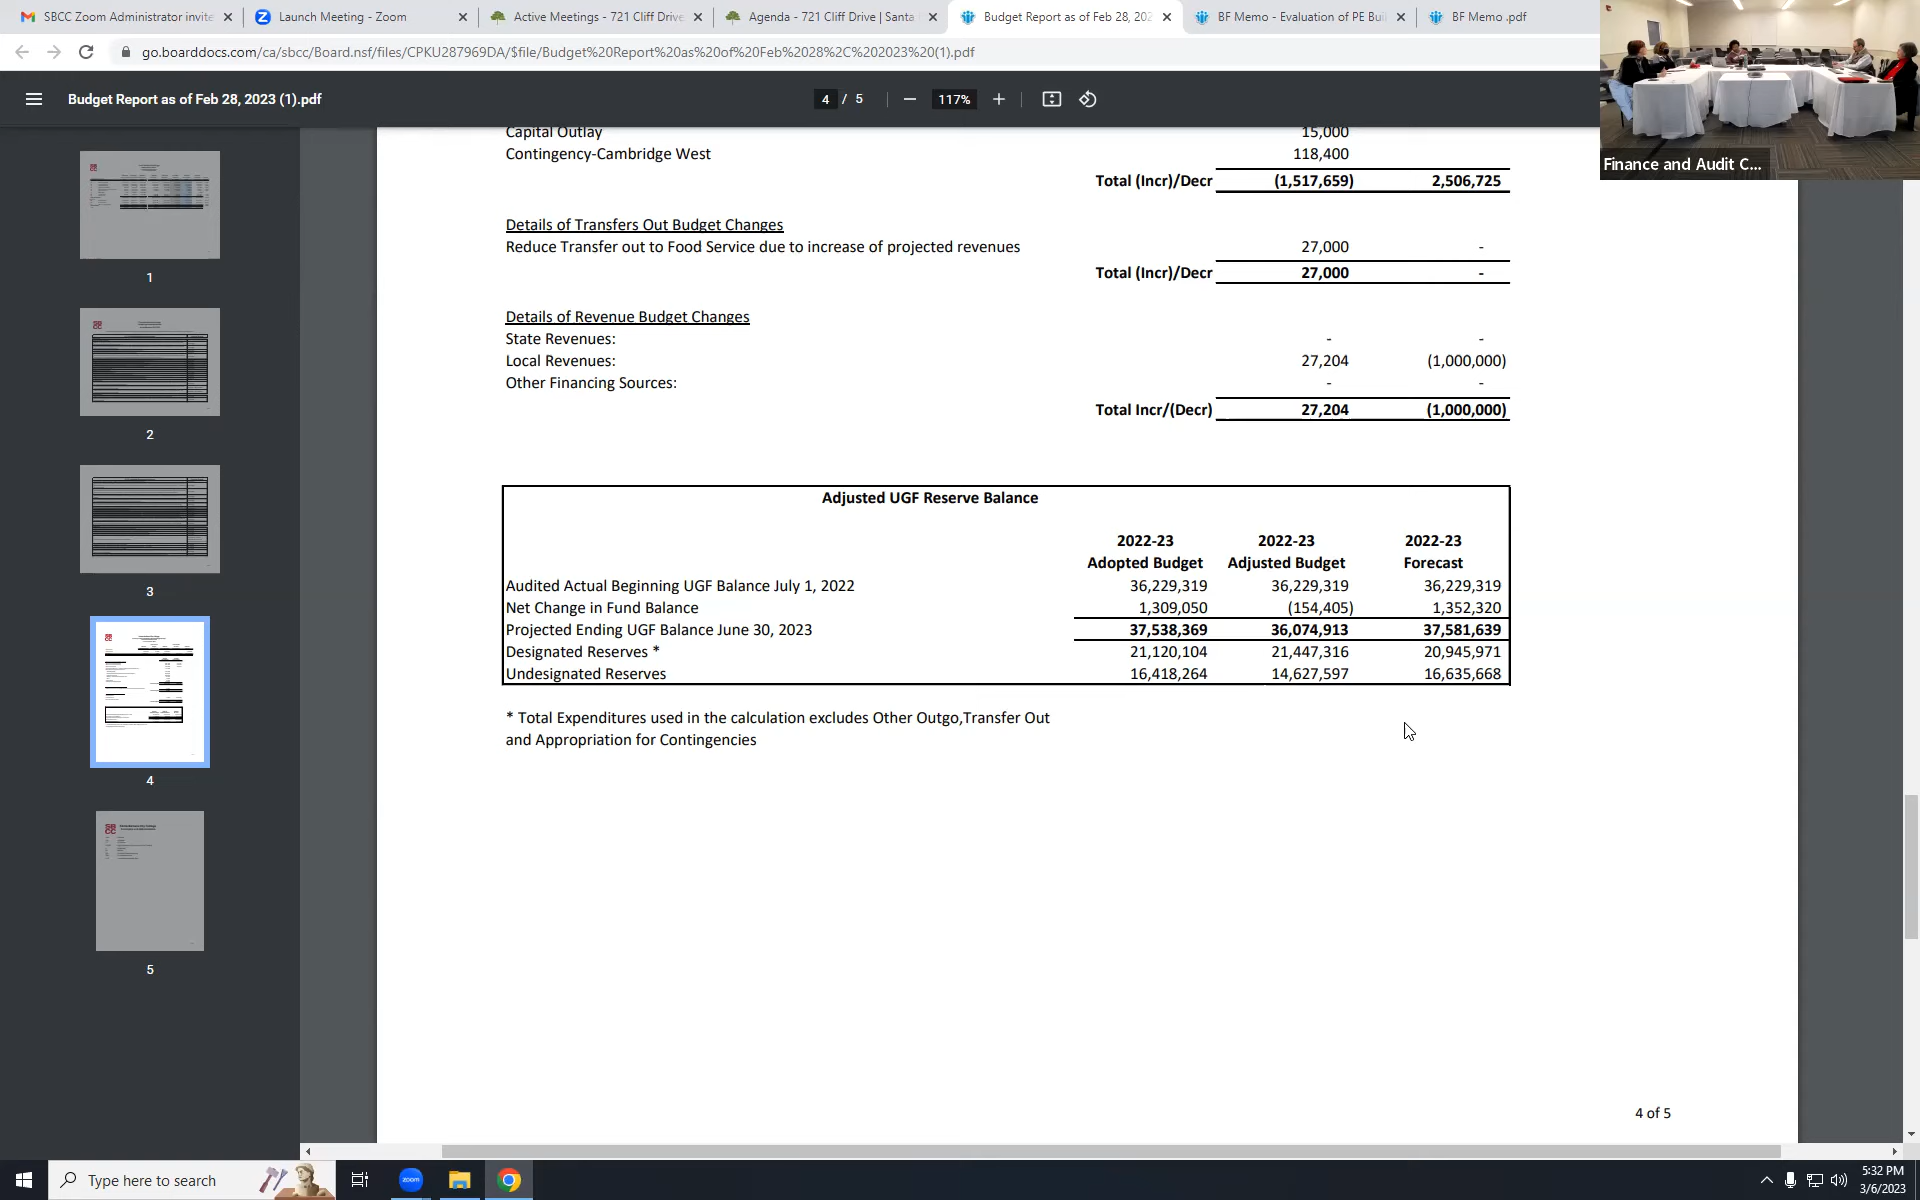 SBCC Zoom Administrator invite
Launch Meeting - Zoom
Active Meetings - 721 Cliff Drive
Agenda - 721 Cliff Drive | Santa
Budget Report as of Feb 28, 202
BF Memo - Evaluation of PE Buil
BF Memo .pdf
go.boarddocs.com/ca/sbcc/Board.nsf/files/CPKU287969DA/$file/Budget%20Report%20as%20of%20Feb%2028%2C%202023%20(1).pdf
Budget Report as of Feb 28, 2023 (1).pdf
4 / 5
117%
Finance and Audit C...
1
2
3
4
5
Capital Outlay 15,000
Contingency-Cambridge West 118,400
Total (Incr)/Decr (1,517,659) 2,506,725
Details of Transfers Out Budget Changes
Reduce Transfer out to Food Service due to increase of projected revenues 27,000 -
Total (Incr)/Decr 27,000 -
Details of Revenue Budget Changes
State Revenues: - -
Local Revenues: 27,204 (1,000,000)
Other Financing Sources: - -
Total Incr/(Decr) 27,204 (1,000,000)
Adjusted UGF Reserve Balance
2022-23 2022-23 2022-23
Adopted Budget Adjusted Budget Forecast
Audited Actual Beginning UGF Balance July 1, 2022 36,229,319 36,229,319 36,229,319
Net Change in Fund Balance 1,309,050 (154,405) 1,352,320
Projected Ending UGF Balance June 30, 2023 37,538,369 36,074,913 37,581,639
Designated Reserves * 21,120,104 21,447,316 20,945,971
Undesignated Reserves 16,418,264 14,627,597 16,635,668
* Total Expenditures used in the calculation excludes Other Outgo,Transfer Out
and Appropriation for Contingencies
4 of 5
Type here to search
zoom
5:32 PM
3/6/2023